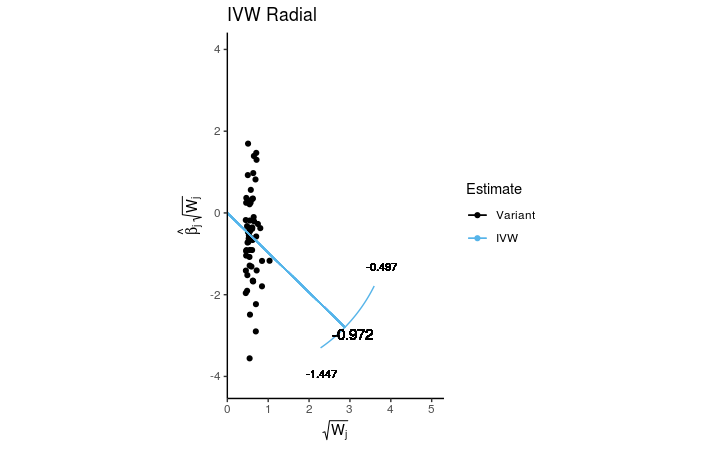 IVW Radial
4
2
0
-2
-4
β̂ⱼ√Wⱼ
0 1 2 3 4 5
√Wⱼ
-0.497
-0.972
-1.447
Estimate
Variant
IVW